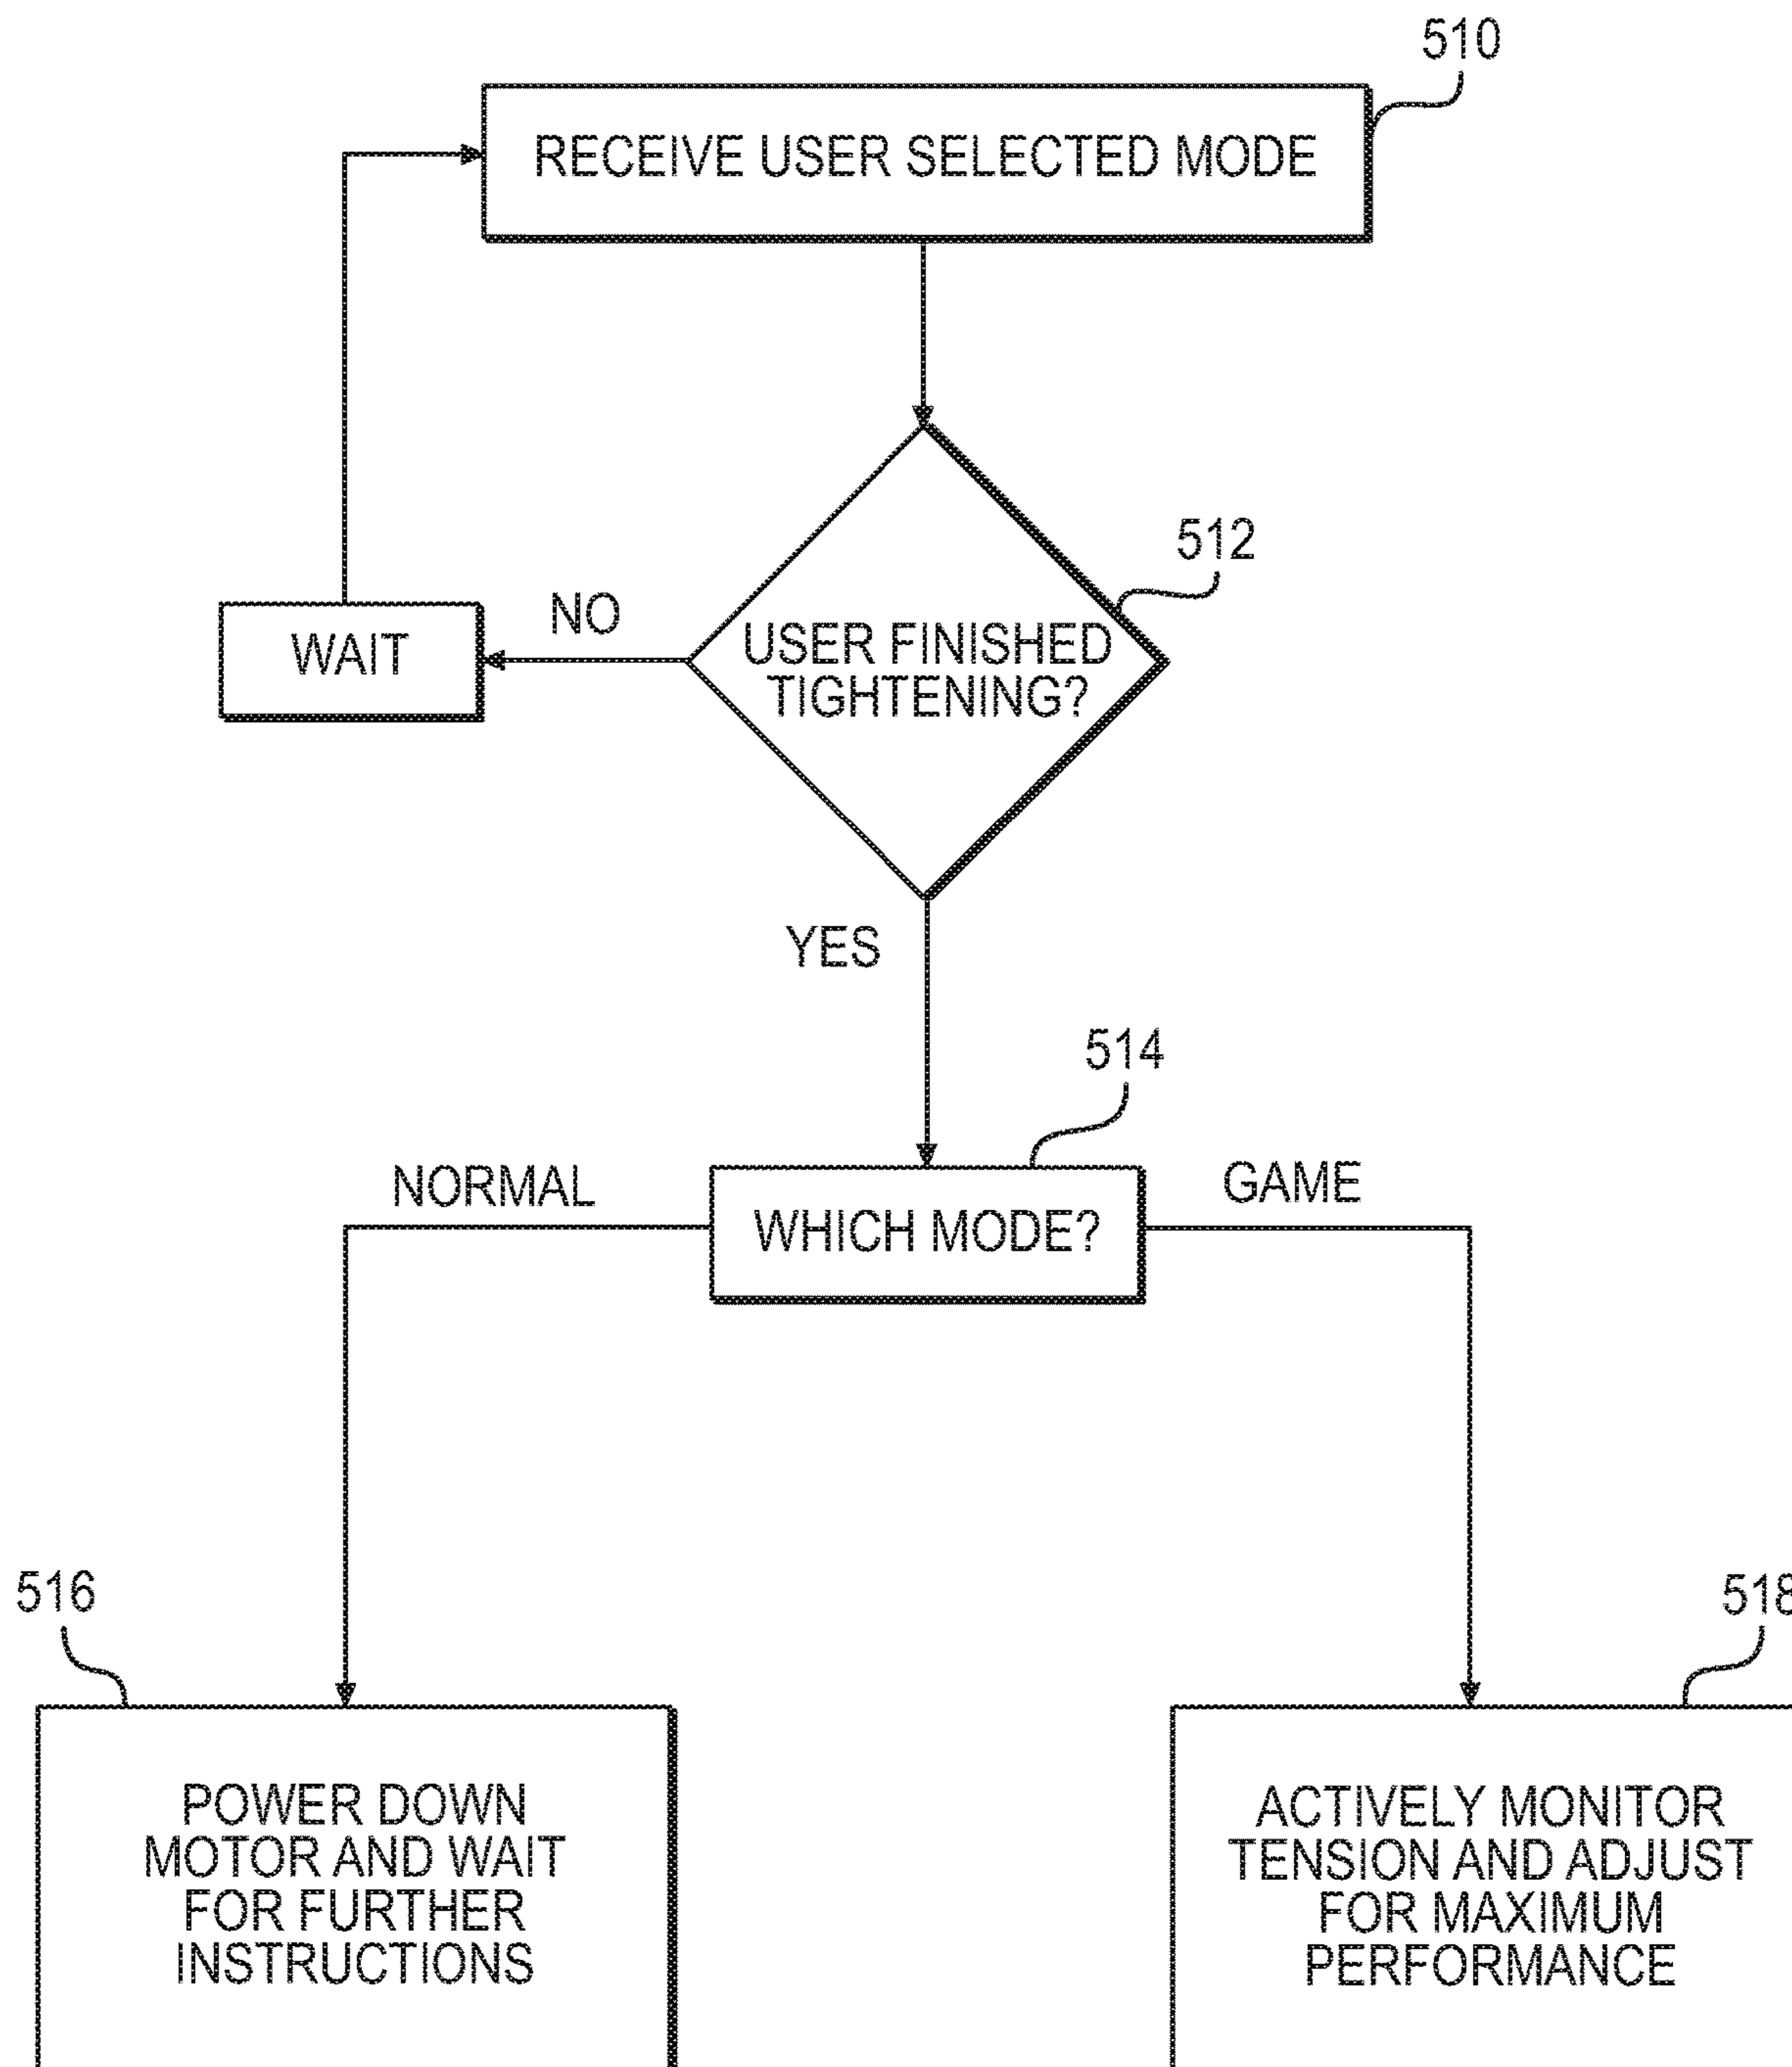 510
RECEIVE USER SELECTED MODE
512
NO
WAIT
USER FINISHED
TIGHTENING?
YES
514
NORMAL
GAME
WHICH MODE?
516
518
POWER DOWN
MOTOR AND WAIT
FOR FURTHER
INSTRUCTIONS
ACTIVELY MONITOR
TENSION AND ADJUST
FOR MAXIMUM
PERFORMANCE